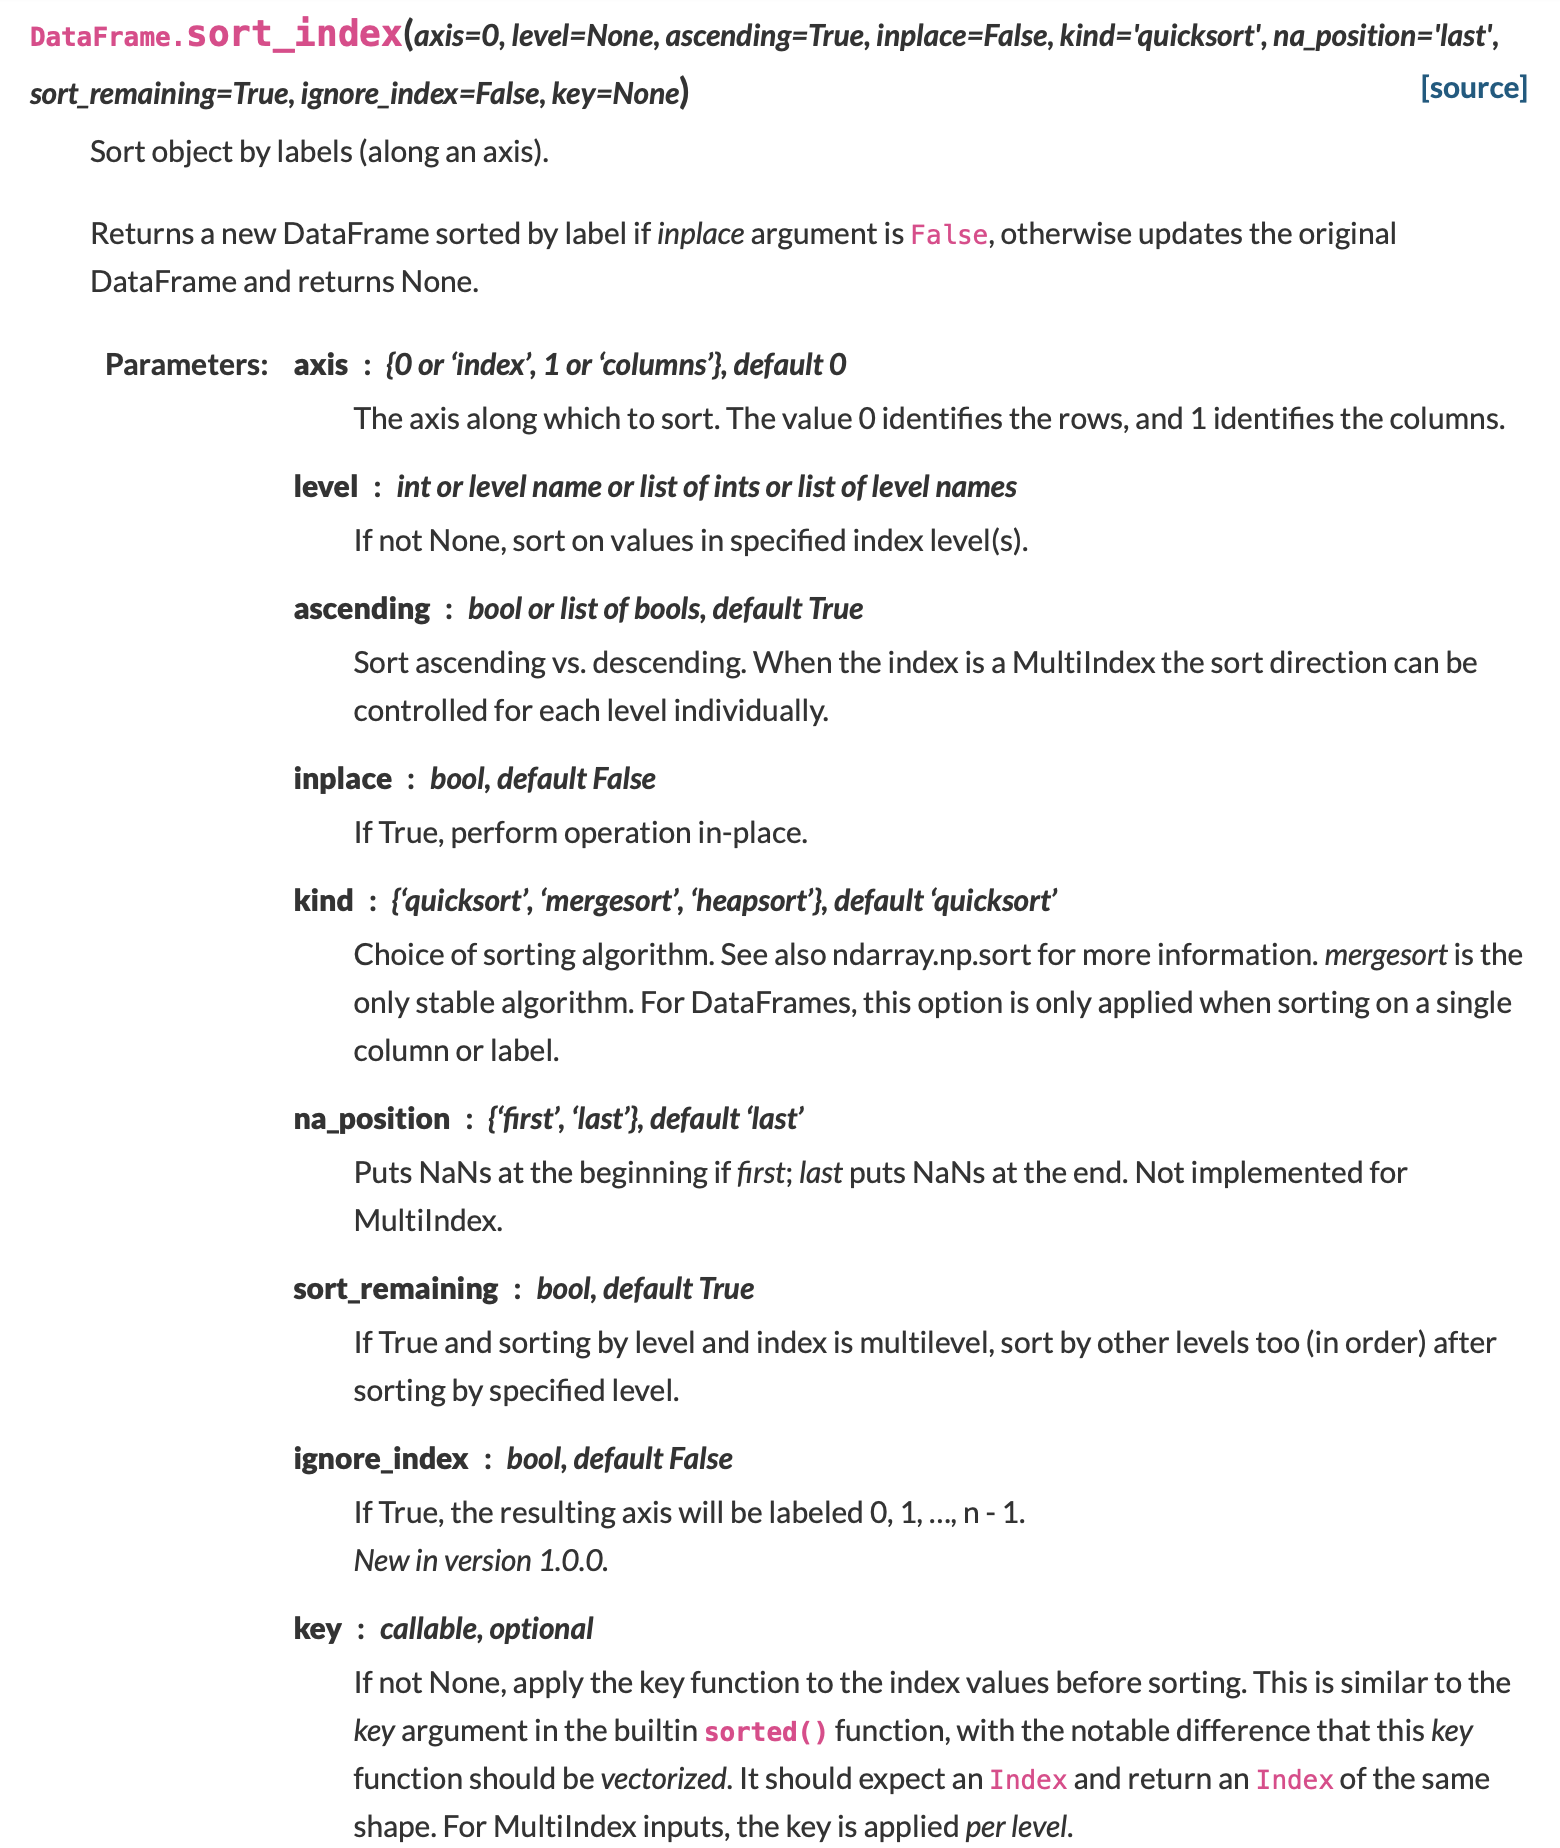 DataFrame.sort_index(axis=0, level=None, ascending=True, inplace=False, kind='quicksort', na_position='last',
sort_remaining=True, ignore_index=False, key=None) [source]
Sort object by labels (along an axis).
Returns a new DataFrame sorted by label if inplace argument is False, otherwise updates the original
DataFrame and returns None.
Parameters: axis : {0 or ‘index’, 1 or ‘columns’}, default 0
The axis along which to sort. The value 0 identifies the rows, and 1 identifies the columns.
level : int or level name or list of ints or list of level names
If not None, sort on values in specified index level(s).
ascending : bool or list of bools, default True
Sort ascending vs. descending. When the index is a MultiIndex the sort direction can be
controlled for each level individually.
inplace : bool, default False
If True, perform operation in-place.
kind : {‘quicksort’, ‘mergesort’, ‘heapsort’}, default ‘quicksort’
Choice of sorting algorithm. See also ndarray.np.sort for more information. mergesort is the
only stable algorithm. For DataFrames, this option is only applied when sorting on a single
column or label.
na_position : {‘first’, ‘last’}, default ‘last’
Puts NaNs at the beginning if first; last puts NaNs at the end. Not implemented for
MultiIndex.
sort_remaining : bool, default True
If True and sorting by level and index is multilevel, sort by other levels too (in order) after
sorting by specified level.
ignore_index : bool, default False
If True, the resulting axis will be labeled 0, 1, …, n - 1.
New in version 1.0.0.
key : callable, optional
If not None, apply the key function to the index values before sorting. This is similar to the
key argument in the builtin sorted() function, with the notable difference that this key
function should be vectorized. It should expect an Index and return an Index of the same
shape. For MultiIndex inputs, the key is applied per level.